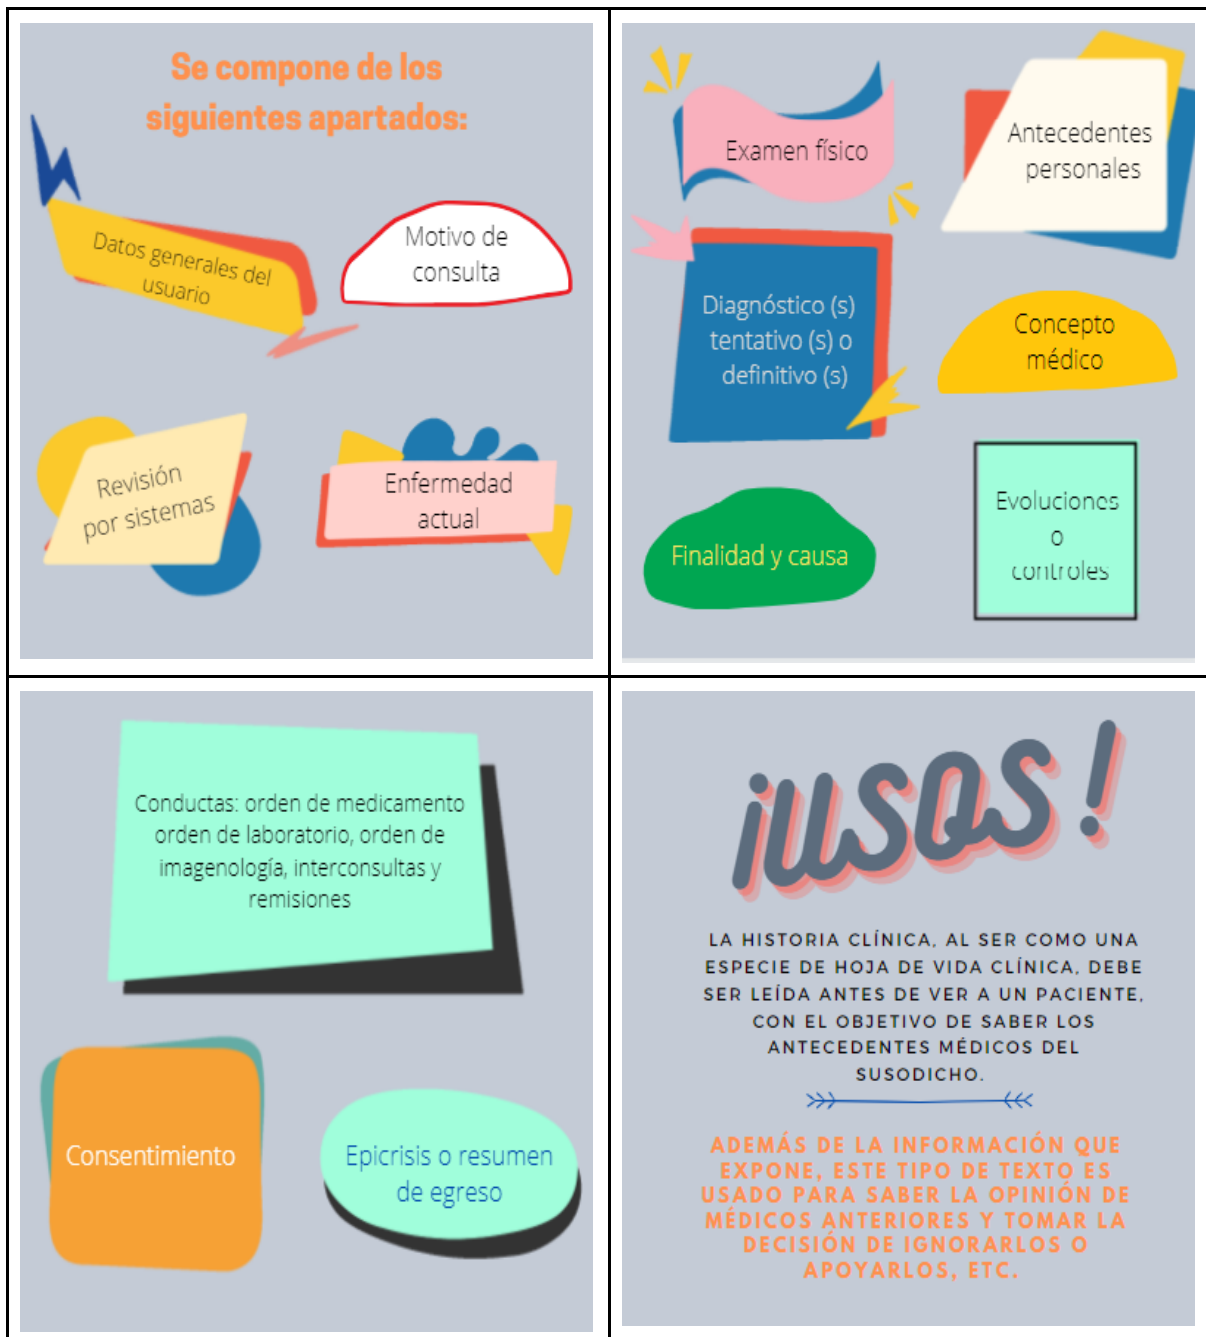 Se compone de los
siguientes apartados:
Datos generales del
usuario
Motivo de
consulta
Revisión
por sistemas
Enfermedad
actual
Examen físico
Antecedentes
personales
Diagnóstico (s)
tentativo (s) o
definitivo (s)
Concepto
médico
Finalidad y causa
Evoluciones
o
controles
Conductas: orden de medicamento
orden de laboratorio, orden de
imagenología, interconsultas y
remisiones
Consentimiento
Epicrisis o resumen
de egreso
¡USOS!
LA HISTORIA CLÍNICA, AL SER COMO UNA
ESPECIE DE HOJA DE VIDA CLÍNICA, DEBE
SER LEÍDA ANTES DE VER A UN PACIENTE,
CON EL OBJETIVO DE SABER LOS
ANTECEDENTES MÉDICOS DEL
SUSODICHO.
ADEMÁS DE LA INFORMACIÓN QUE
EXPONE, ESTE TIPO DE TEXTO ES
USADO PARA SABER LA OPINIÓN DE
MÉDICOS ANTERIORES Y TOMAR LA
DECISIÓN DE IGNORARLOS O
APOYARLOS, ETC.